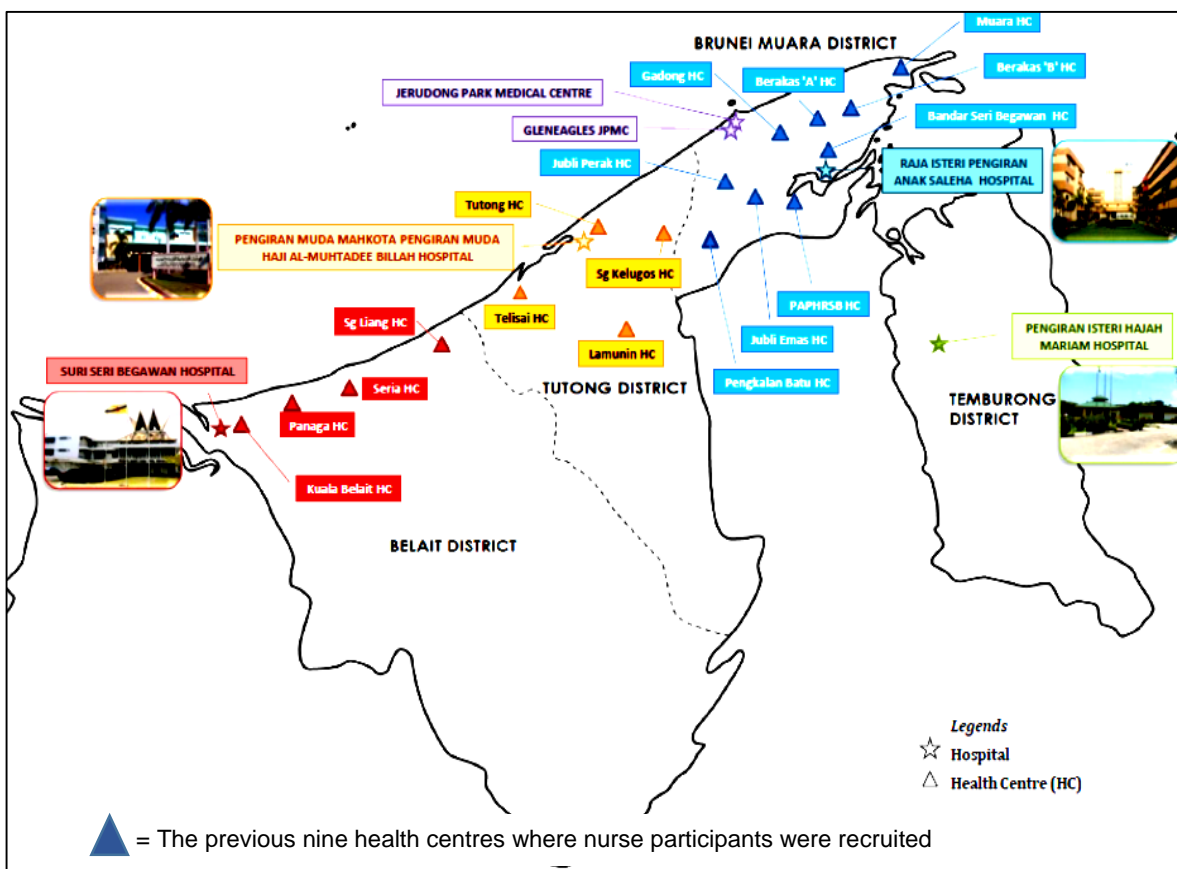 Muara HC
BRUNEI MUARA DISTRICT
Gadong HC
Berakas 'A' HC
Berakas 'B' HC
JERUDONG PARK MEDICAL CENTRE
Bandar Seri Begawan HC
GLENEAGLES JPMC
Jubli Perak HC
RAJA ISTERI PENGIRAN
ANAK SALEHA HOSPITAL
Tutong HC
PENGIRAN MUDA MAHKOTA PENGIRAN MUDA
HAJI AL-MUHTADEE BILLAH HOSPITAL
Sg Kelugos HC
PAPHRSB HC
Telisai HC
Sg Liang HC
Jubli Emas HC
PENGIRAN ISTERI HAJAH
MARIAM HOSPITAL
Lamunin HC
SURI SERI BEGAWAN HOSPITAL
Seria HC
TUTONG DISTRICT
Pengkalan Batu HC
TEMBURONG
DISTRICT
Panaga HC
Kuala Belait HC
BELAIT DISTRICT
Legends
Hospital
Health Centre (HC)
= The previous nine health centres where nurse participants were recruited